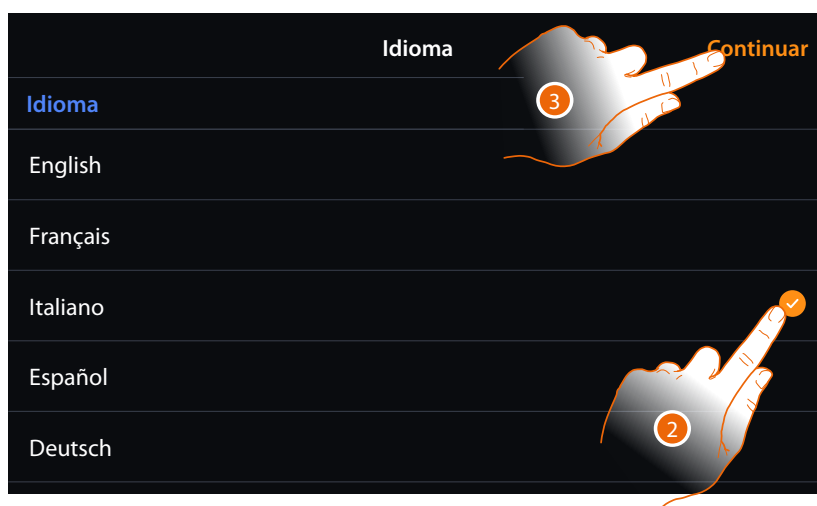 Idioma
Continuar
3
Idioma
English
Français
Italiano
Español
2
Deutsch